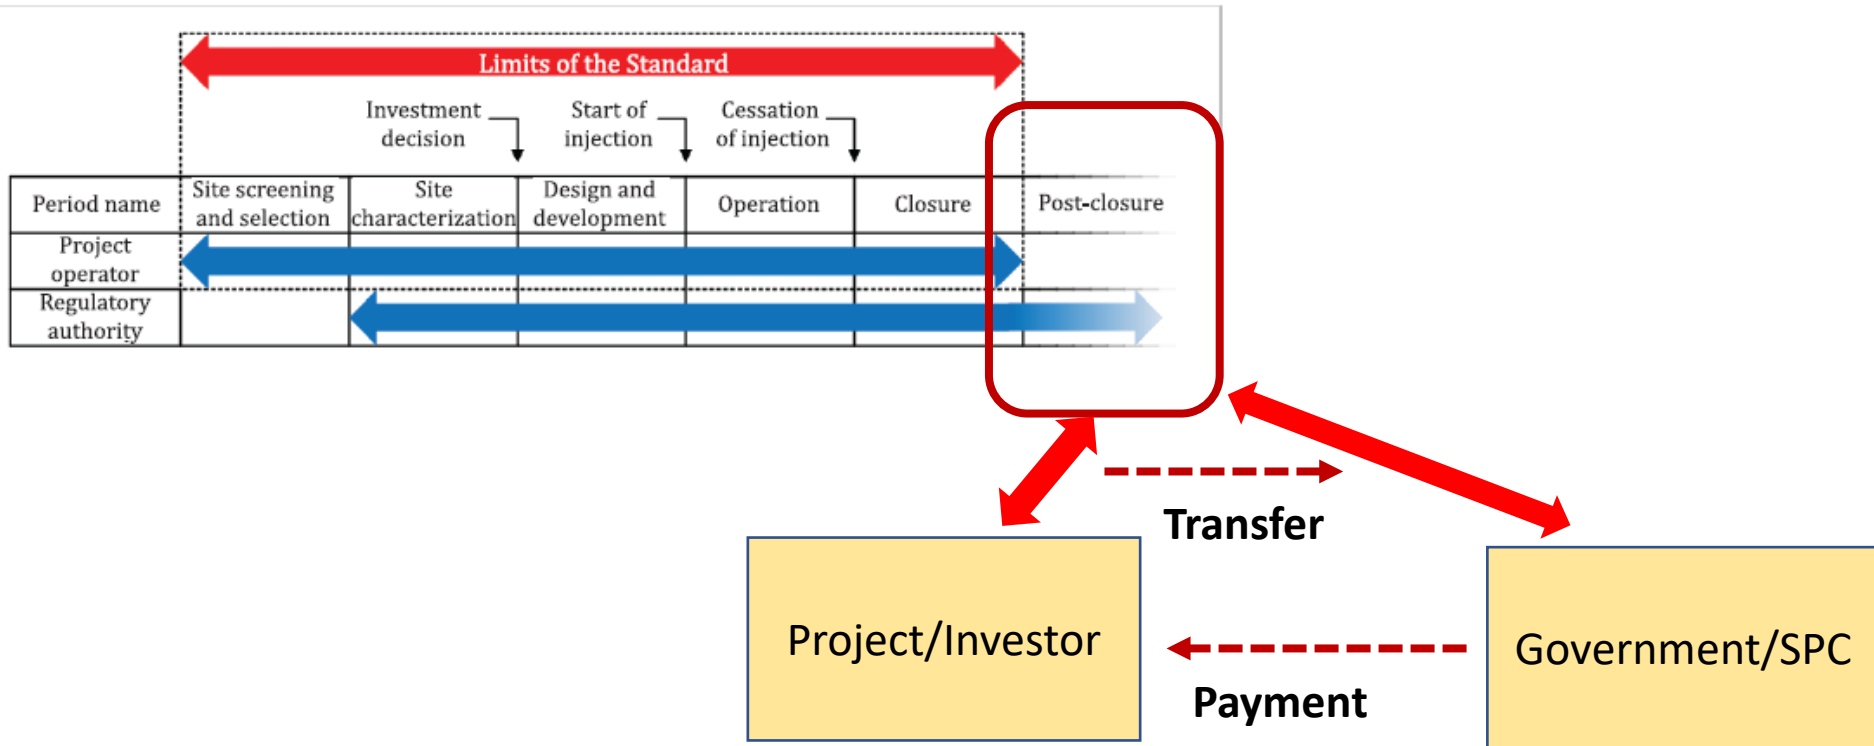 Limits of the Standard
Investment
decision
Start of
injection
Cessation
of injection
Period name
Site screening
and selection
Site
characterization
Design and
development
Operation
Closure
Post-closure
Project
operator
Regulatory
authority
Transfer
Project/Investor
Government/SPC
Payment